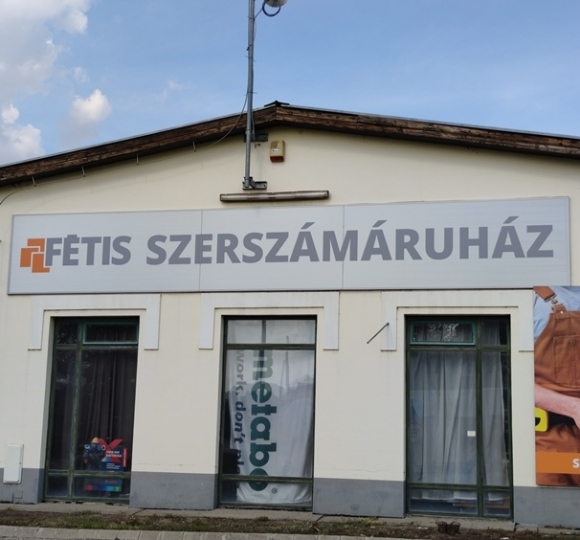 FÉTIS SZERSZÁMÁRUHÁZ
metabo
work. don't